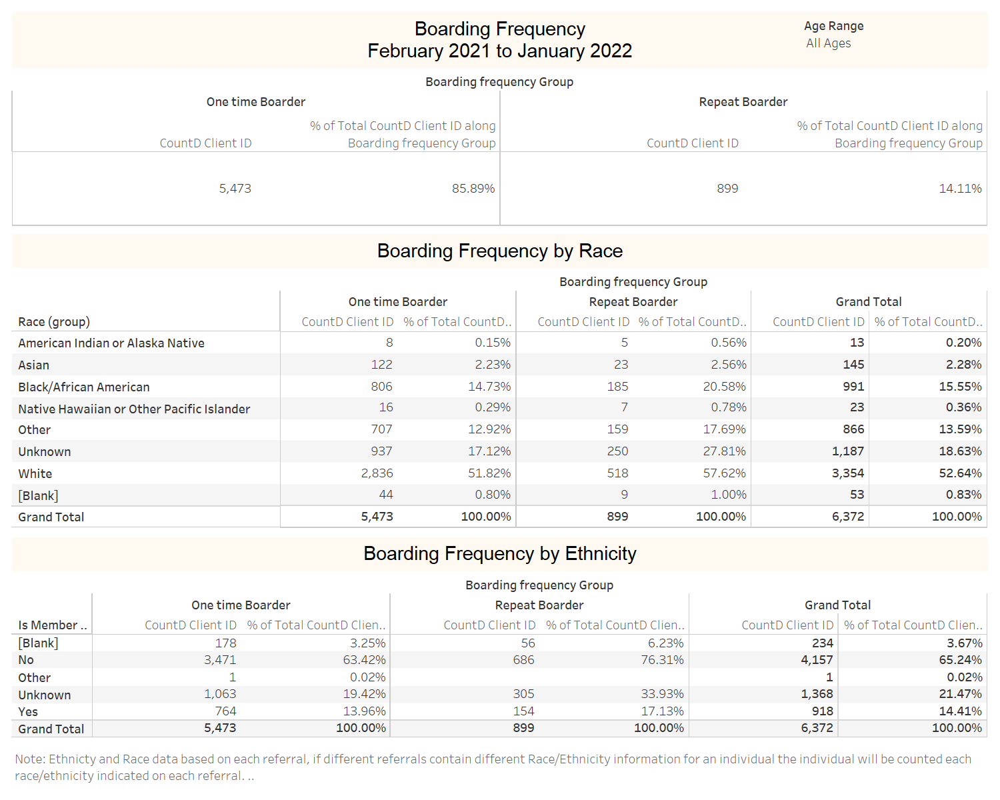 Boarding Frequency
February 2021 to January 2022
Age Range
All Ages
Boarding frequency Group
One time Boarder Repeat Boarder
CountD Client ID % of Total CountD Client ID along Boarding frequency Group CountD Client ID % of Total CountD Client ID along Boarding frequency Group
5,473 85.89% 899 14.11%
Boarding Frequency by Race
Boarding frequency Group
One time Boarder Repeat Boarder Grand Total
Race (group) CountD Client ID % of Total CountD.. CountD Client ID % of Total CountD.. CountD Client ID % of Total CountD..
American Indian or Alaska Native 8 0.15% 5 0.56% 13 0.20%
Asian 122 2.23% 23 2.56% 145 2.28%
Black/African American 806 14.73% 185 20.58% 991 15.55%
Native Hawaiian or Other Pacific Islander 16 0.29% 7 0.78% 23 0.36%
Other 707 12.92% 159 17.69% 866 13.59%
Unknown 937 17.12% 250 27.81% 1,187 18.63%
White 2,836 51.82% 518 57.62% 3,354 52.64%
[Blank] 44 0.80% 9 1.00% 53 0.83%
Grand Total 5,473 100.00% 899 100.00% 6,372 100.00%
Boarding Frequency by Ethnicity
Boarding frequency Group
One time Boarder Repeat Boarder Grand Total
Is Member .. CountD Client ID % of Total CountD Clien.. CountD Client ID % of Total CountD Clien.. CountD Client ID % of Total CountD Clien..
[Blank] 178 3.25% 56 6.23% 234 3.67%
No 3,471 63.42% 686 76.31% 4,157 65.24%
Other 1 0.02% 1 0.02%
Unknown 1,063 19.42% 305 33.93% 1,368 21.47%
Yes 764 13.96% 154 17.13% 918 14.41%
Grand Total 5,473 100.00% 899 100.00% 6,372 100.00%
Note: Ethnicty and Race data based on each referral, if different referrals contain different Race/Ethnicity information for an individual the individual will be counted each
race/ethnicity indicated on each referral. ..